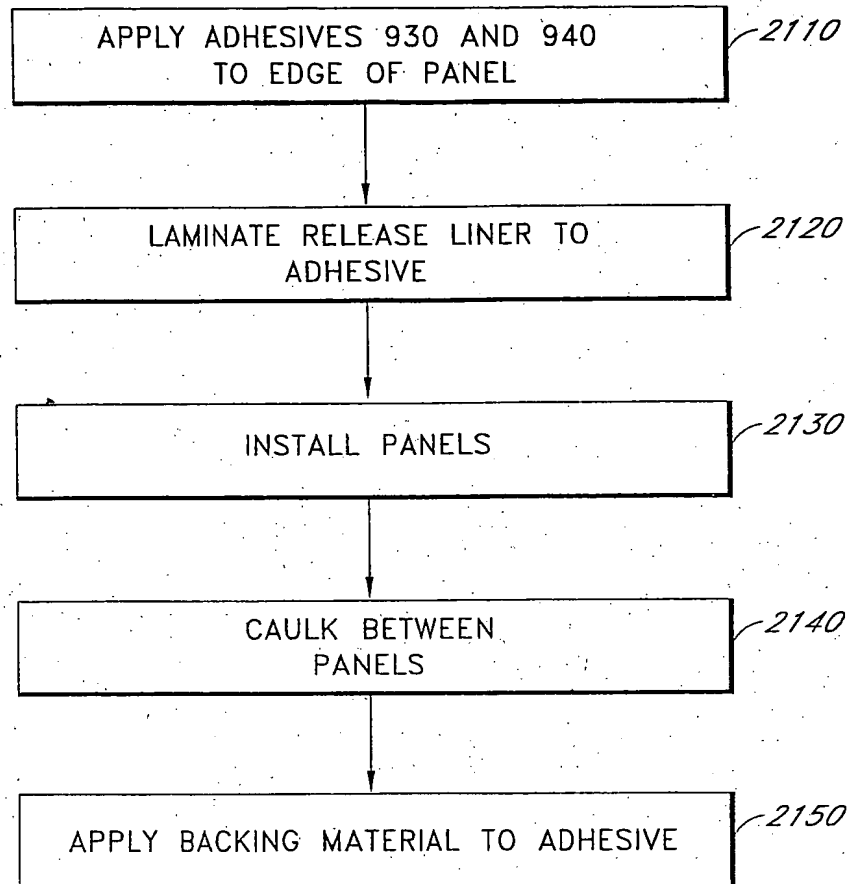 APPLY ADHESIVES 930 AND 940
TO EDGE OF PANEL
2110
LAMINATE RELEASE LINER TO
ADHESIVE
2120
INSTALL PANELS
2130
CAULK BETWEEN
PANELS
2140
APPLY BACKING MATERIAL TO ADHESIVE
2150